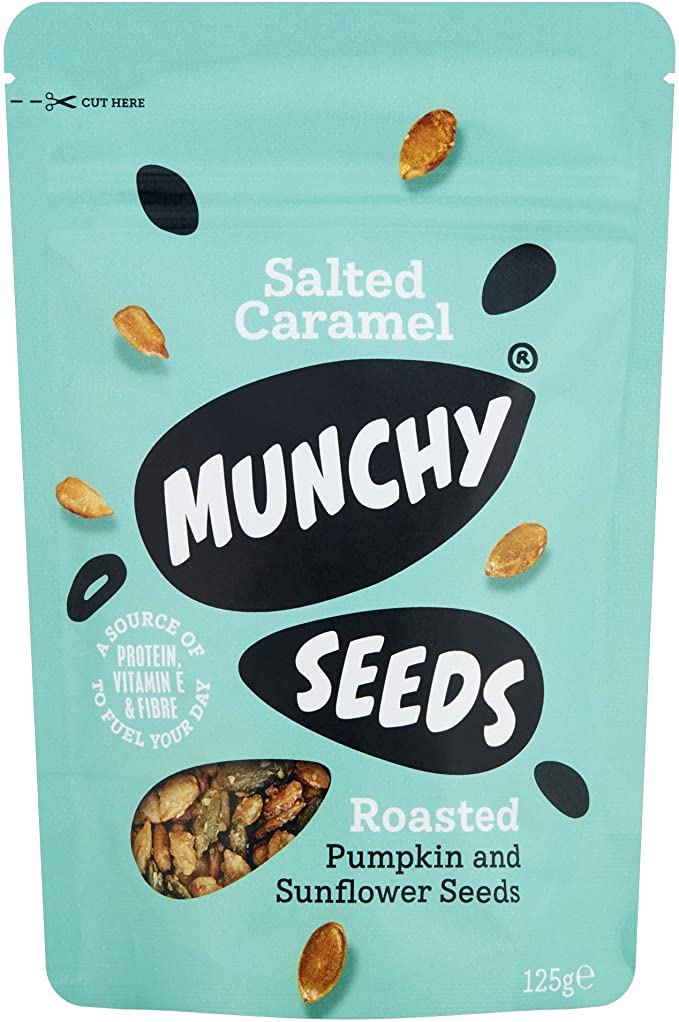 CUT HERE
Salted
Caramel
MUNCHY
®
SEEDS
A SOURCE OF
PROTEIN,
VITAMIN E
& FIBRE
TO FUEL YOUR DAY
Roasted
Pumpkin and
Sunflower Seeds
125g℮